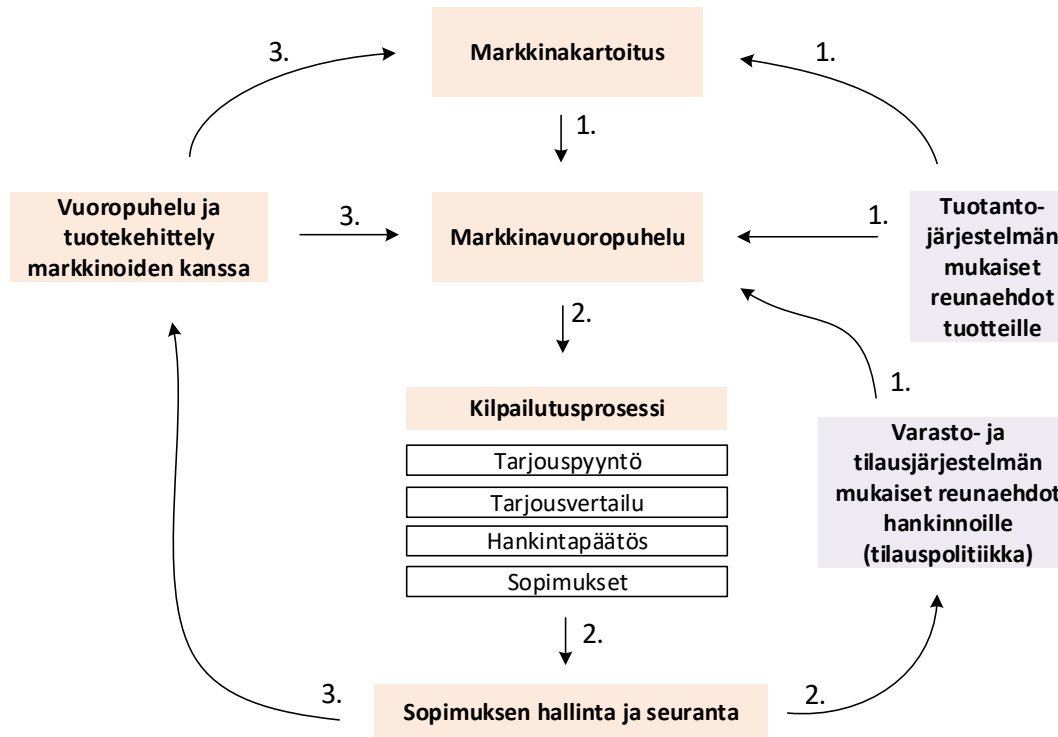 3.
Markkinakartoitus
1.
1.
Vuoropuhelu ja
tuotekehittely
markkinoiden kanssa
3.
Markkinavuoropuhelu
1.
Tuotanto-
järjestelmän
mukaiset
reunaehdot
tuotteille
2.
1.
Kilpailutusprosessi
Tarjouspyyntö
Tarjousvertailu
Hankintapäätös
Sopimukset
Varasto- ja
tilausjärjestelmän
mukaiset reunaehdot
hankinnoille
(tilauspolitiikka)
2.
3.
Sopimuksen hallinta ja seuranta
2.